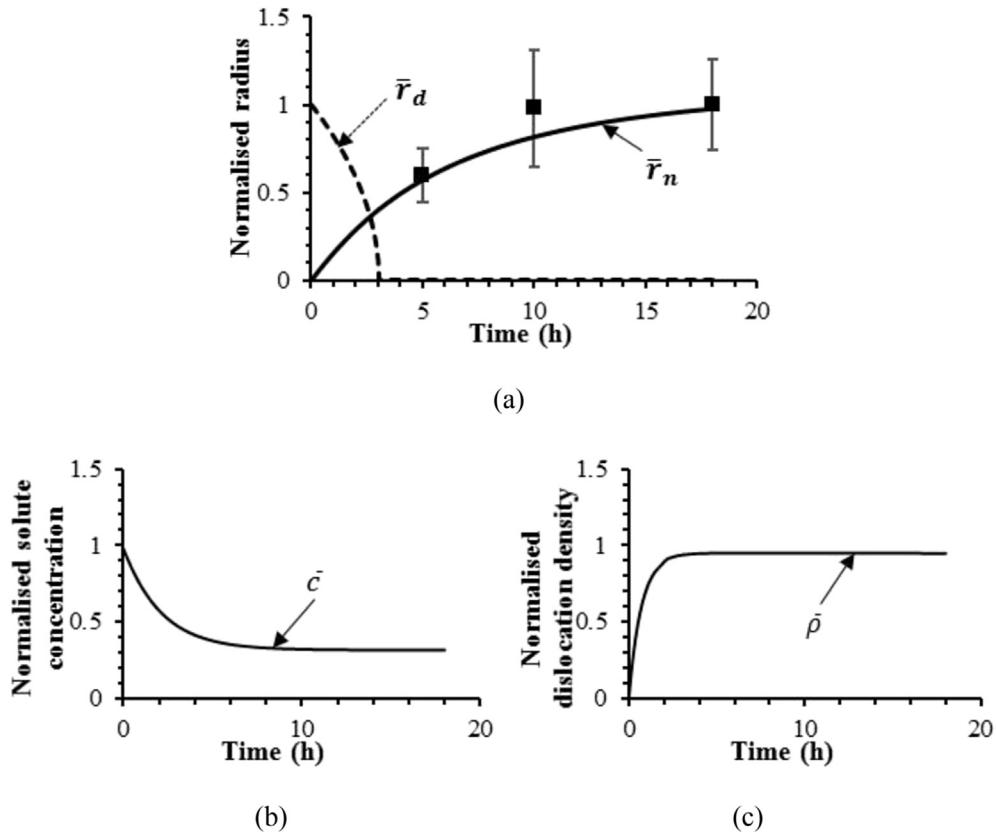 1.5
1
0.5
0
Normalised radius
r̄d
r̄n
0
5
10
15
20
Time (h)
(a)
1.5
1
0.5
0
Normalised solute
concentration
c̄
0
10
20
Time (h)
(b)
1.5
1
0.5
0
Normalised
dislocation density
ρ̄
0
10
20
Time (h)
(c)